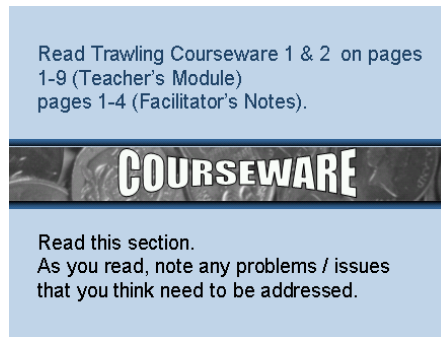 Read Trawling Courseware 1 & 2 on pages
1-9 (Teacher's Module)
pages 1-4 (Facilitator's Notes).
COURSEWARE
Read this section.
As you read, note any problems / issues
that you think need to be addressed.